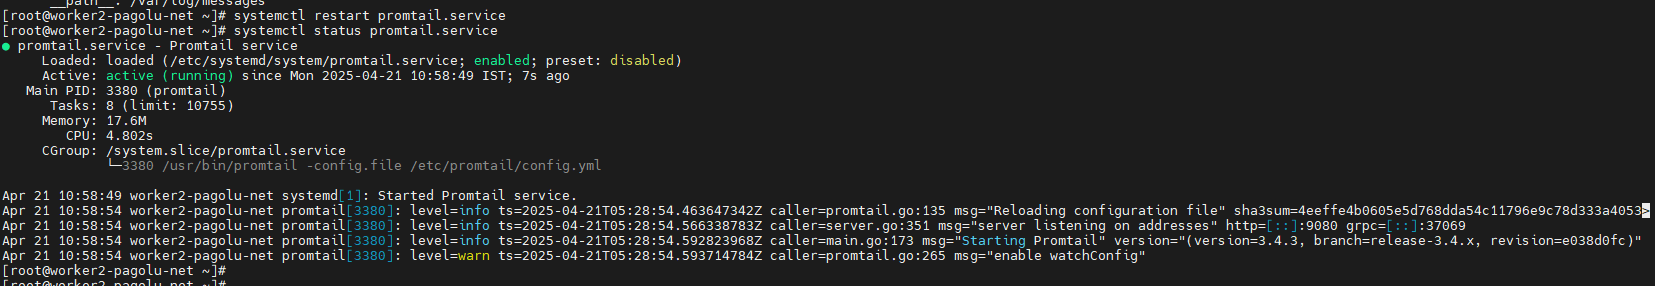 __path__: /var/log/messages
[root@worker2-pagolu-net ~]# systemctl restart promtail.service
[root@worker2-pagolu-net ~]# systemctl status promtail.service
● promtail.service - Promtail service
     Loaded: loaded (/etc/systemd/system/promtail.service; enabled; preset: disabled)
     Active: active (running) since Mon 2025-04-21 10:58:49 IST; 7s ago
   Main PID: 3380 (promtail)
      Tasks: 8 (limit: 10755)
     Memory: 17.6M
        CPU: 4.802s
     CGroup: /system.slice/promtail.service
             └─3380 /usr/bin/promtail -config.file /etc/promtail/config.yml
Apr 21 10:58:49 worker2-pagolu-net systemd[1]: Started Promtail service.
Apr 21 10:58:54 worker2-pagolu-net promtail[3380]: level=info ts=2025-04-21T05:28:54.463647342Z caller=promtail.go:135 msg="Reloading configuration file" sha3sum=4eeffe4b0605e5d768dda54c11796e9c78d333a4053>
Apr 21 10:58:54 worker2-pagolu-net promtail[3380]: level=info ts=2025-04-21T05:28:54.566338783Z caller=server.go:351 msg="server listening on addresses" http=[::]:9080 grpc=[::]:37069
Apr 21 10:58:54 worker2-pagolu-net promtail[3380]: level=info ts=2025-04-21T05:28:54.592823968Z caller=main.go:173 msg="Starting Promtail" version="(version=3.4.3, branch=release-3.4.x, revision=e038d0fc)"
Apr 21 10:58:54 worker2-pagolu-net promtail[3380]: level=warn ts=2025-04-21T05:28:54.593714784Z caller=promtail.go:265 msg="enable watchConfig"
[root@worker2-pagolu-net ~]#
[root@worker2-pagolu-net ~]#